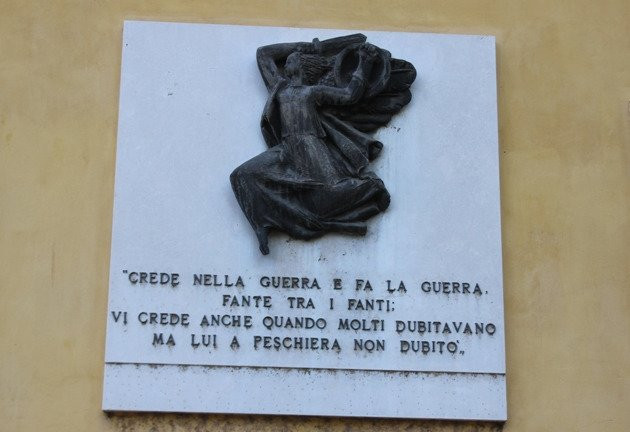 "CREDE NELLA GUERRA E FA LA GUERRA.
FANTE TRA I FANTI;
VI CREDE ANCHE QUANDO MOLTI DUBITAVANO
MA LUI A PESCHIERA NON DUBITO'„